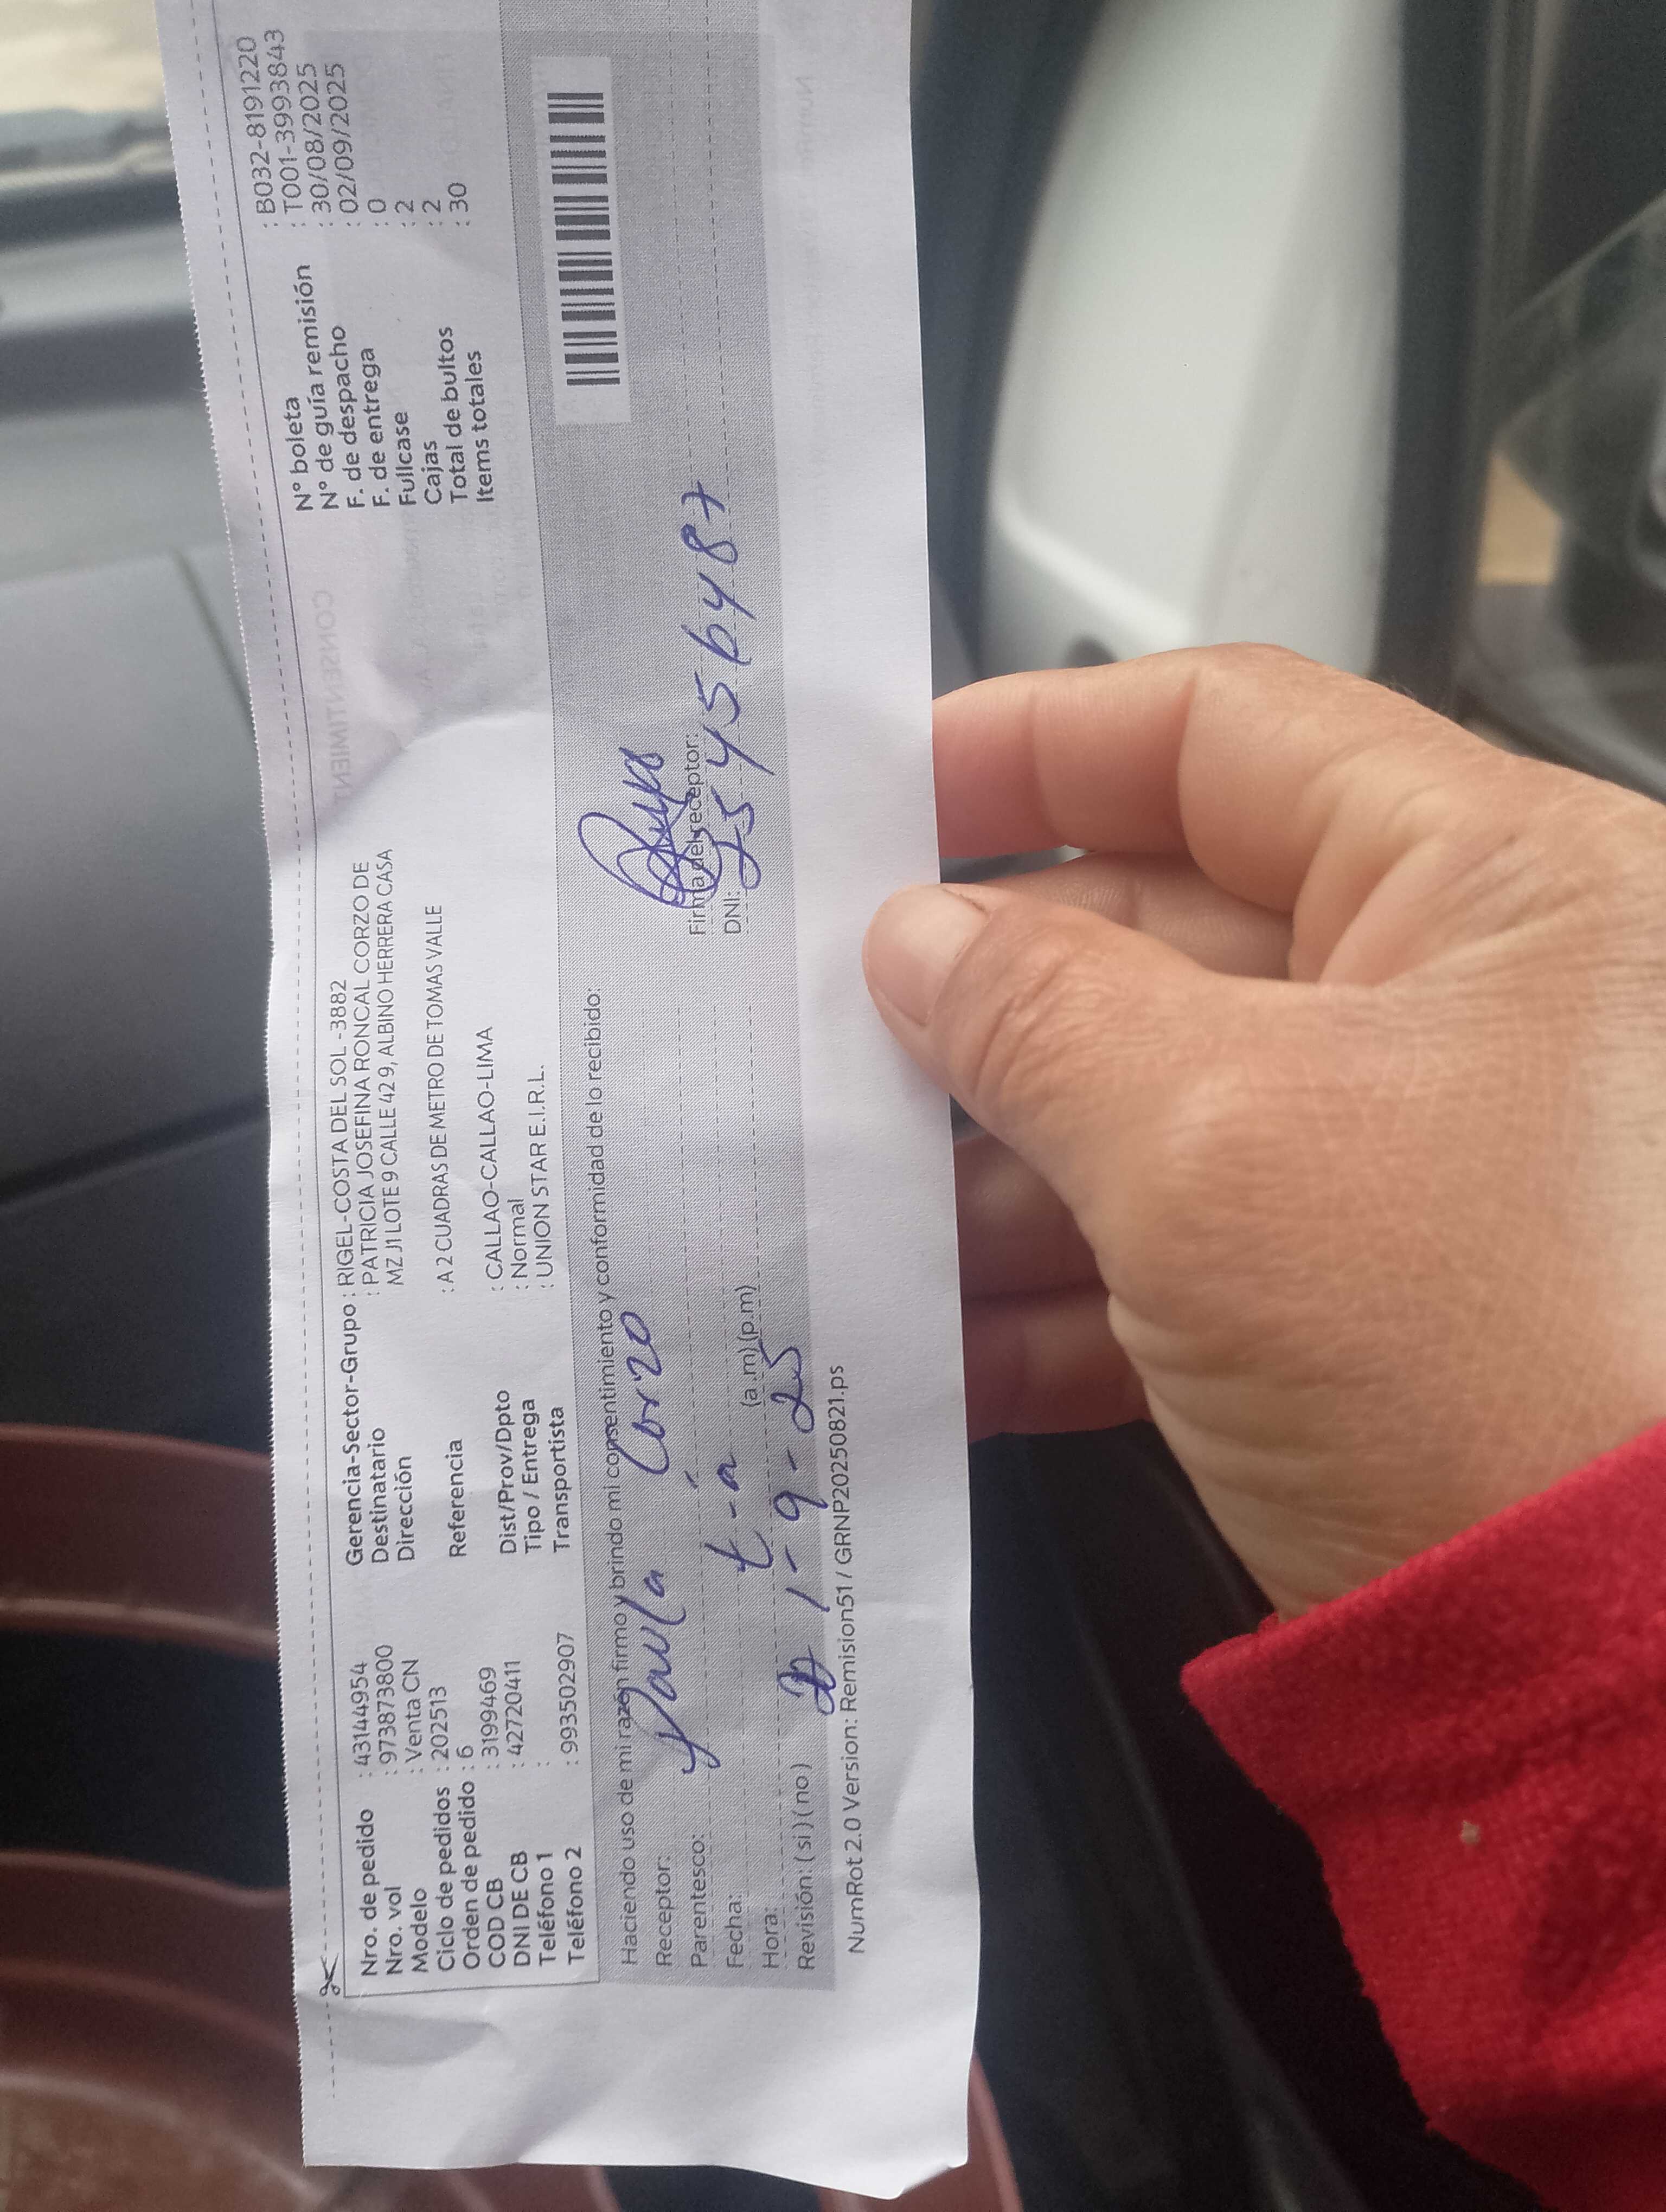 Nro. de pedido : 43144954
Nro. vol : 973873800
Modelo : Venta CN
Ciclo de pedidos : 202513
Orden de pedido : 6
COD CB : 3199469
DNI DE CB : 42720411
Teléfono 1 :
Teléfono 2 : 993502907
Gerencia-Sector-Grupo : RIGEL-COSTA DEL SOL -3882
Destinatario : PATRICIA JOSEFINA RONCAL CORZO DE
Dirección MZ J1 LOTE 9 CALLE 42 9, ALBINO HERRERA CASA
Referencia : A 2 CUADRAS DE METRO DE TOMAS VALLE
Dist/Prov/Dpto : CALLAO-CALLAO-LIMA
Tipo / Entrega : Normal
Transportista : UNION STAR E.I.R.L.
N° boleta : B032-8191220
N° de guía remisión : T001-3993843
F. de despacho : 30/08/2025
F. de entrega : 02/09/2025
Fullcase : 0
Cajas : 2
Total de bultos : 2
Items totales : 30
Haciendo uso de mi razón firmo y brindo mi consentimiento y conformidad de lo recibido:
Receptor: Paula Corzo
Parentesco: t-a
Fecha: 1-9-25
Hora: (a.m) (p.m)
Revisión: ( si ) ( no )
Firma del receptor:
DNI: 25456487
NumRot 2.0 Version: Remision51 / GRNP20250821.ps
CONSENTIMIENT